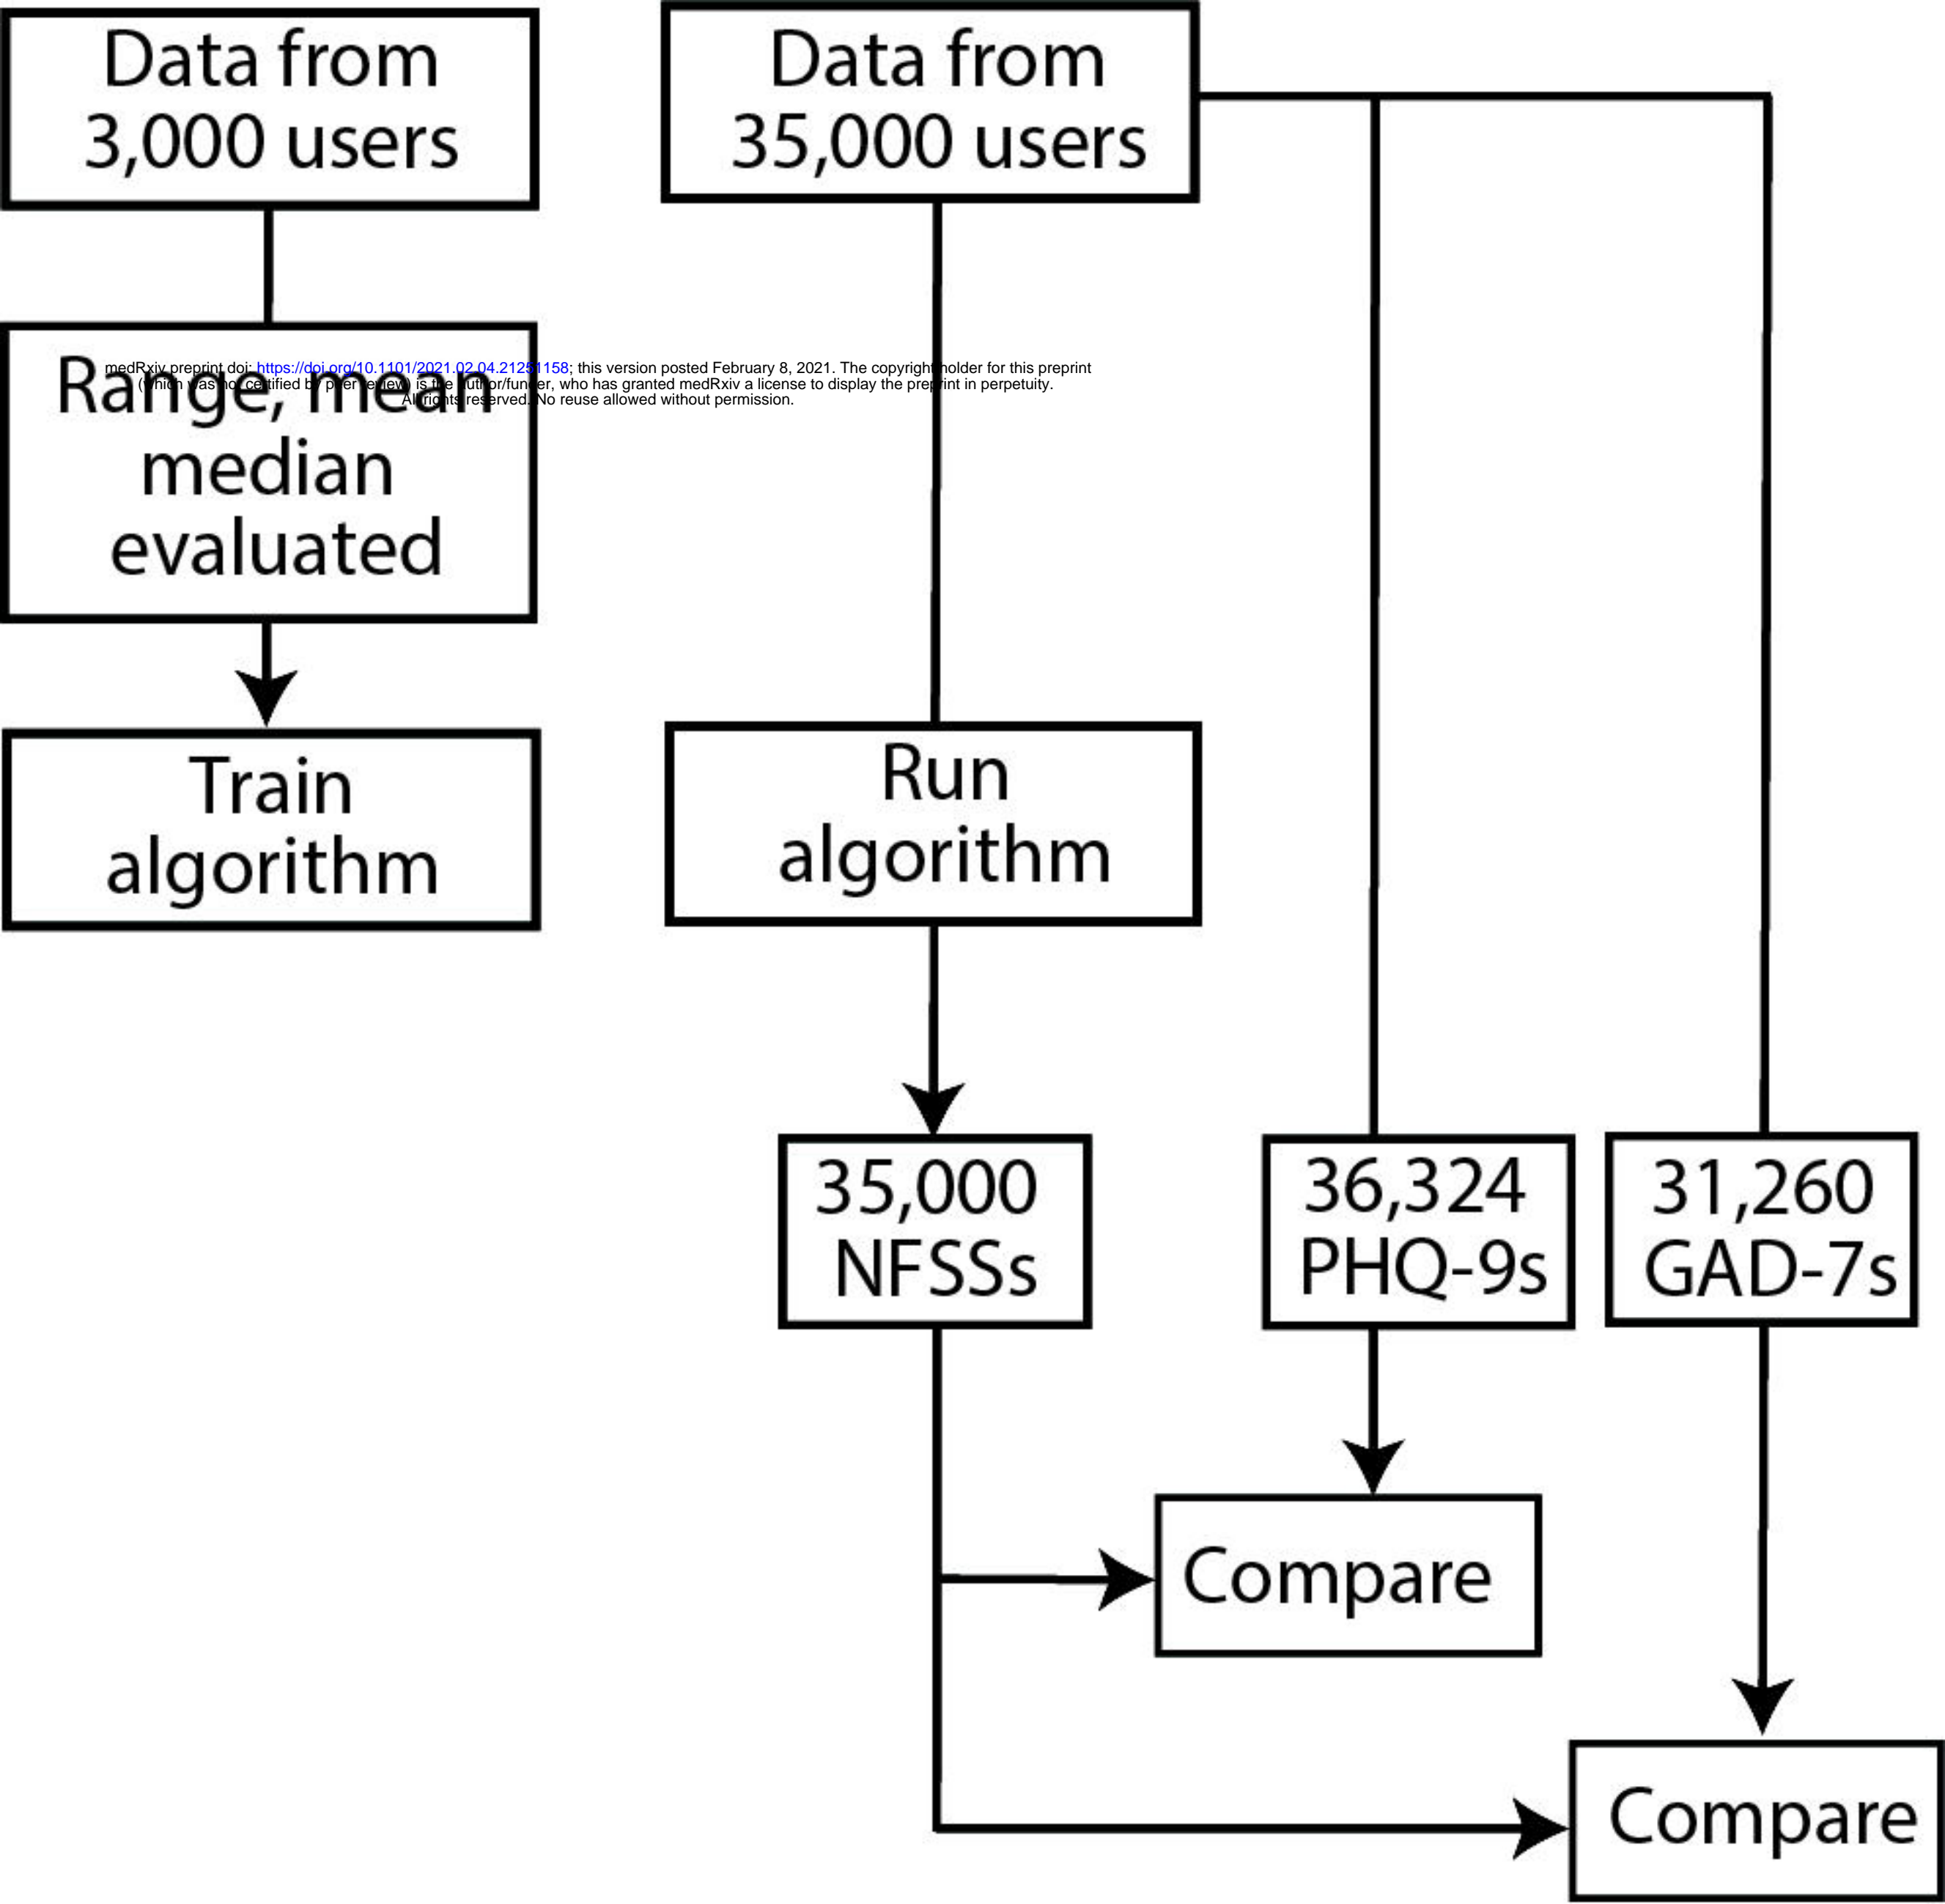 Data from
3,000 users
Data from
35,000 users
medRxiv preprint doi: https://doi.org/10.1101/2021.02.04.21251158; this version posted February 8, 2021. The copyright holder for this preprint
(which was not certified by peer review) is the author/funder, who has granted medRxiv a license to display the preprint in perpetuity.
All rights reserved. No reuse allowed without permission.
Range, mean
median
evaluated
Train
algorithm
Run
algorithm
35,000
NFSSs
36,324
PHQ-9s
31,260
GAD-7s
Compare
Compare